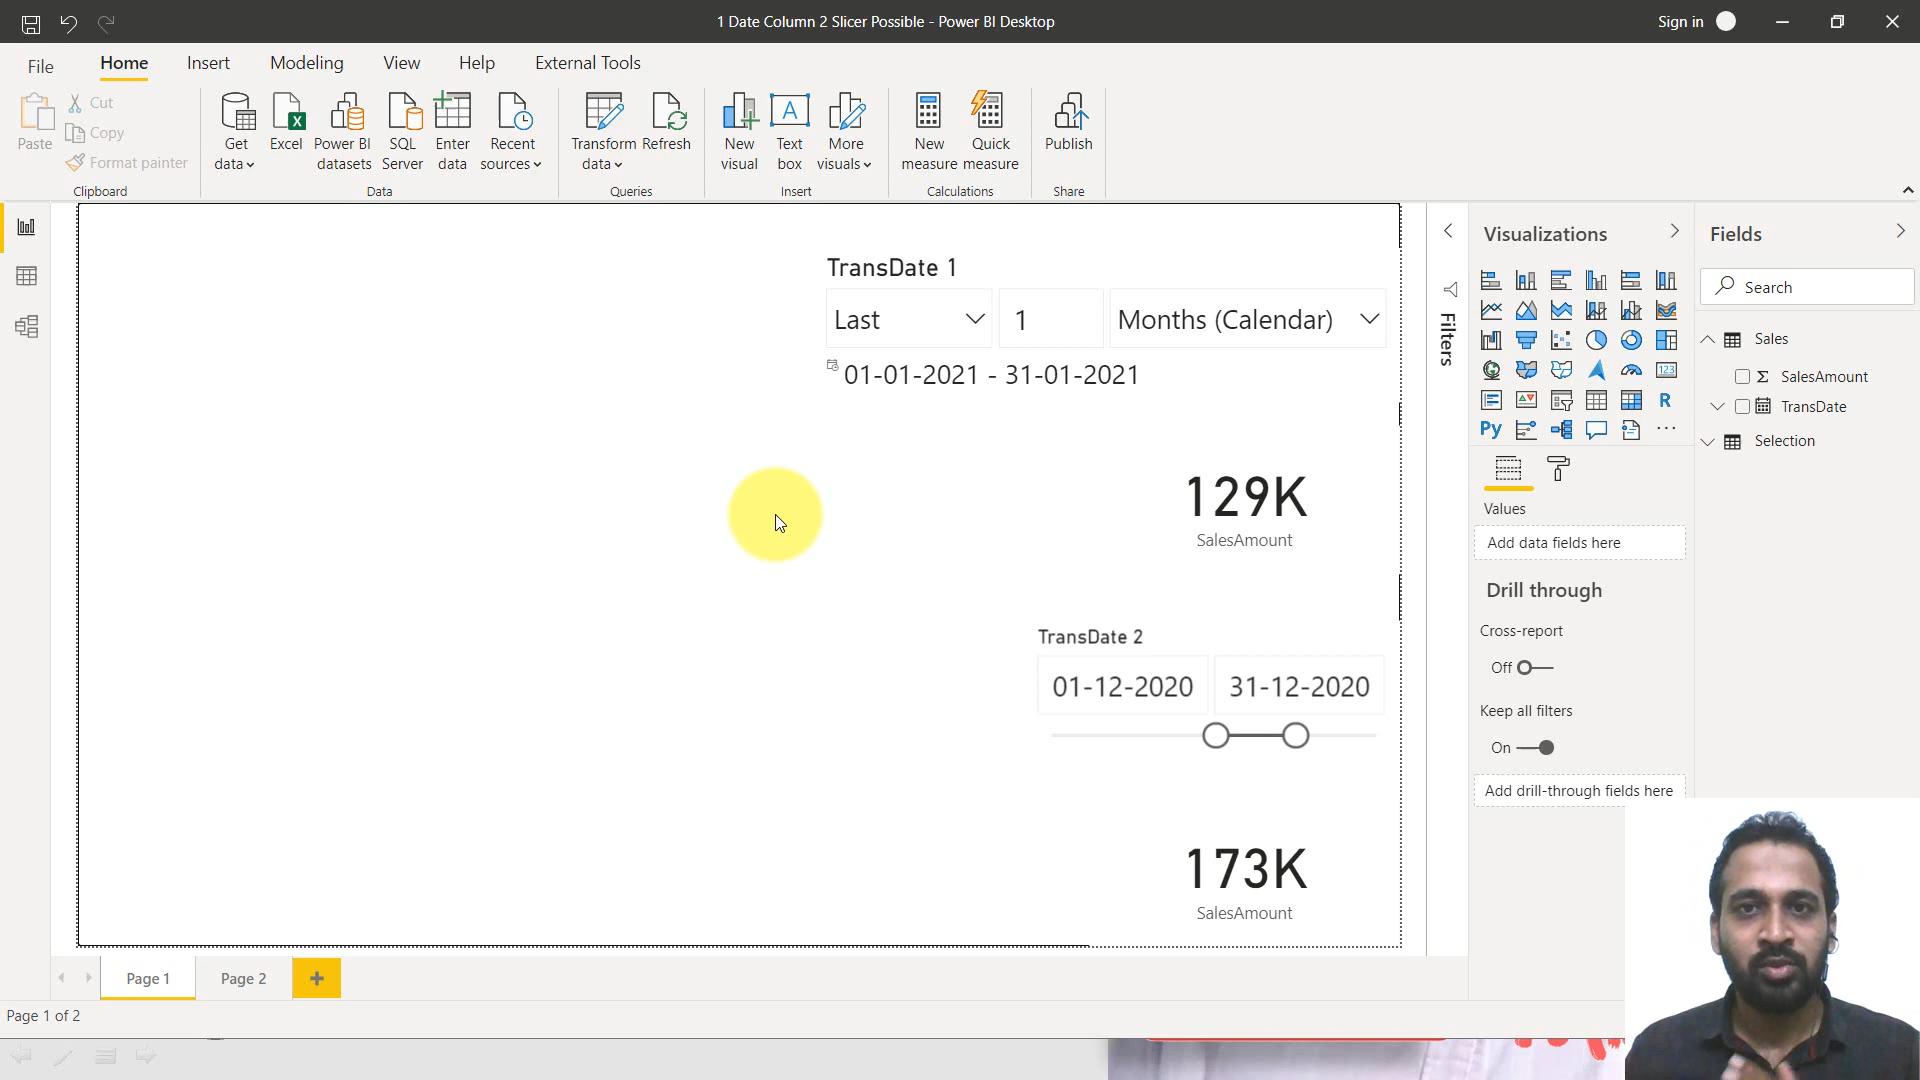 1 Date Column 2 Slicer Possible - Power BI Desktop
Sign in
File
Home
Insert
Modeling
View
Help
External Tools
Paste
Cut
Copy
Format painter
Clipboard
Get data
Excel
Power BI datasets
SQL Server
Enter data
Recent sources
Data
Transform data
Refresh
Queries
New visual
Text box
More visuals
Insert
New measure
Quick measure
Calculations
Publish
Share
TransDate 1
Last
1
Months (Calendar)
01-01-2021 - 31-01-2021
129K
SalesAmount
TransDate 2
01-12-2020
31-12-2020
173K
SalesAmount
Filters
Visualizations
123
R
Py
Values
Add data fields here
Drill through
Cross-report
Off
Keep all filters
On
Add drill-through fields here
Fields
Search
Sales
SalesAmount
TransDate
Selection
Page 1
Page 2
Page 1 of 2